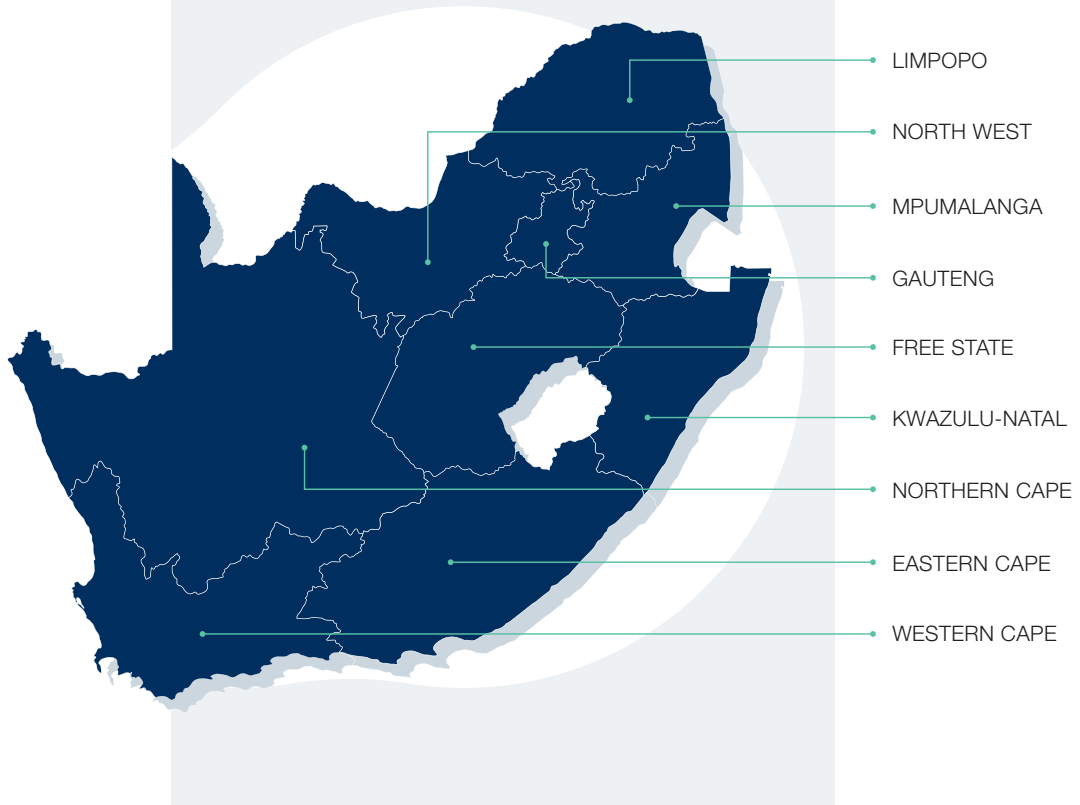 LIMPOPO
NORTH WEST
MPUMALANGA
GAUTENG
FREE STATE
KWAZULU-NATAL
NORTHERN CAPE
EASTERN CAPE
WESTERN CAPE